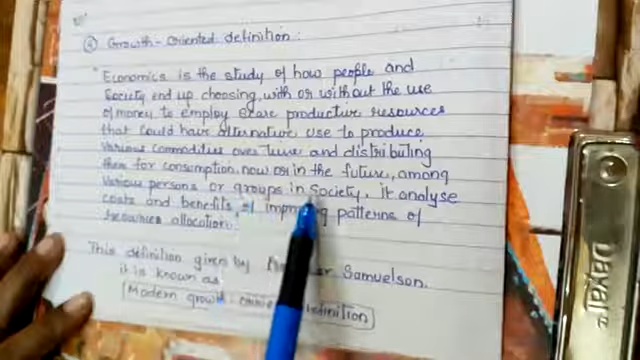 ④ Growth-Oriented definition:
"Economics is the study of how people and
Society end up choosing, with or without the use
of money to employ scare productive resources
that could have alternative use to produce
various commodities over time and distributing
them for consumption, now or in the future, among
various persons or groups in Society. it analyse
costs and benefits of patterns of
resources allocation.
This definition given by Samuelson.
it is known as
Modern growth definition
Dayal